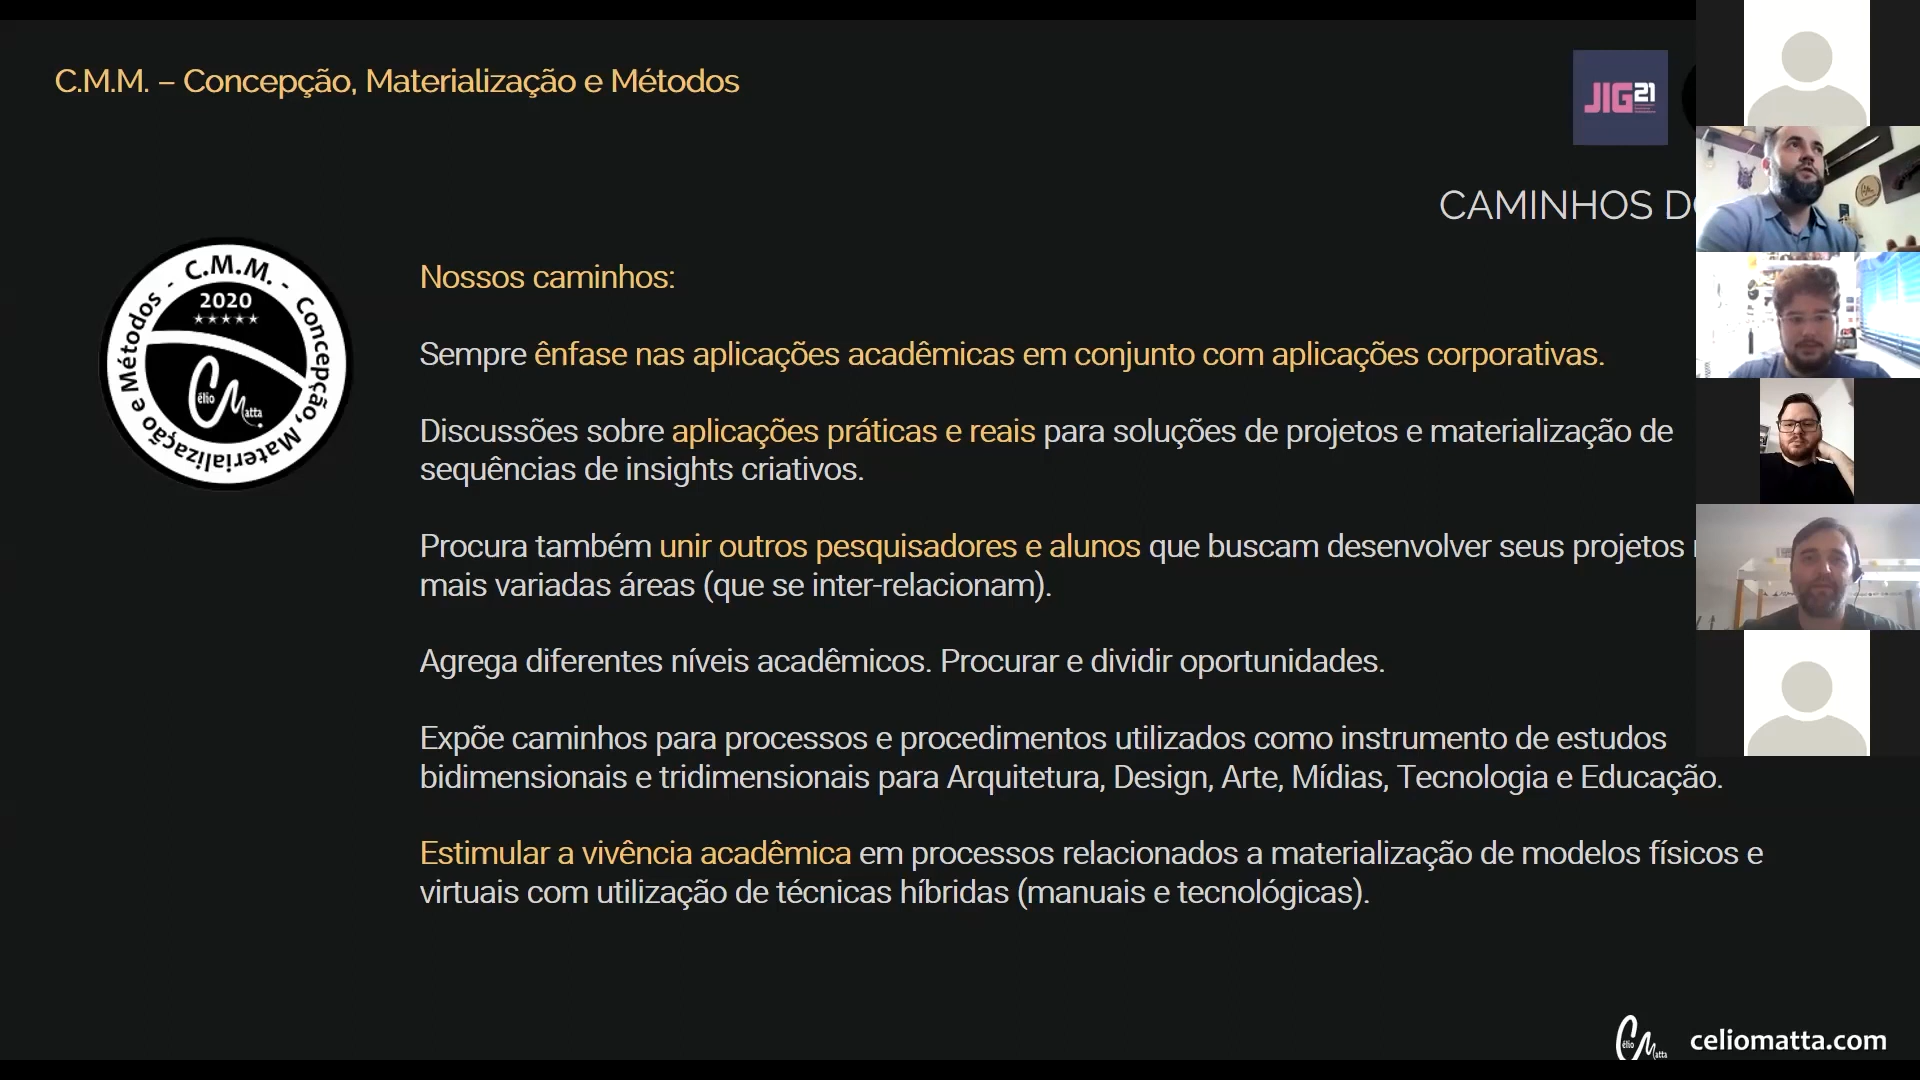 C.M.M. – Concepção, Materialização e Métodos
JIG21
CAMINHOS
C.M.M. - Concepção, Materialização e Métodos -
2020
Célio Matta
Nossos caminhos:
Sempre ênfase nas aplicações acadêmicas em conjunto com aplicações corporativas.
Discussões sobre aplicações práticas e reais para soluções de projetos e materialização de
sequências de insights criativos.
Procura também unir outros pesquisadores e alunos que buscam desenvolver seus projetos
mais variadas áreas (que se inter-relacionam).
Agrega diferentes níveis acadêmicos. Procurar e dividir oportunidades.
Expõe caminhos para processos e procedimentos utilizados como instrumento de estudos
bidimensionais e tridimensionais para Arquitetura, Design, Arte, Mídias, Tecnologia e Educação.
Estimular a vivência acadêmica em processos relacionados a materialização de modelos físicos e
virtuais com utilização de técnicas híbridas (manuais e tecnológicas).
Célio Matta
celiomatta.com